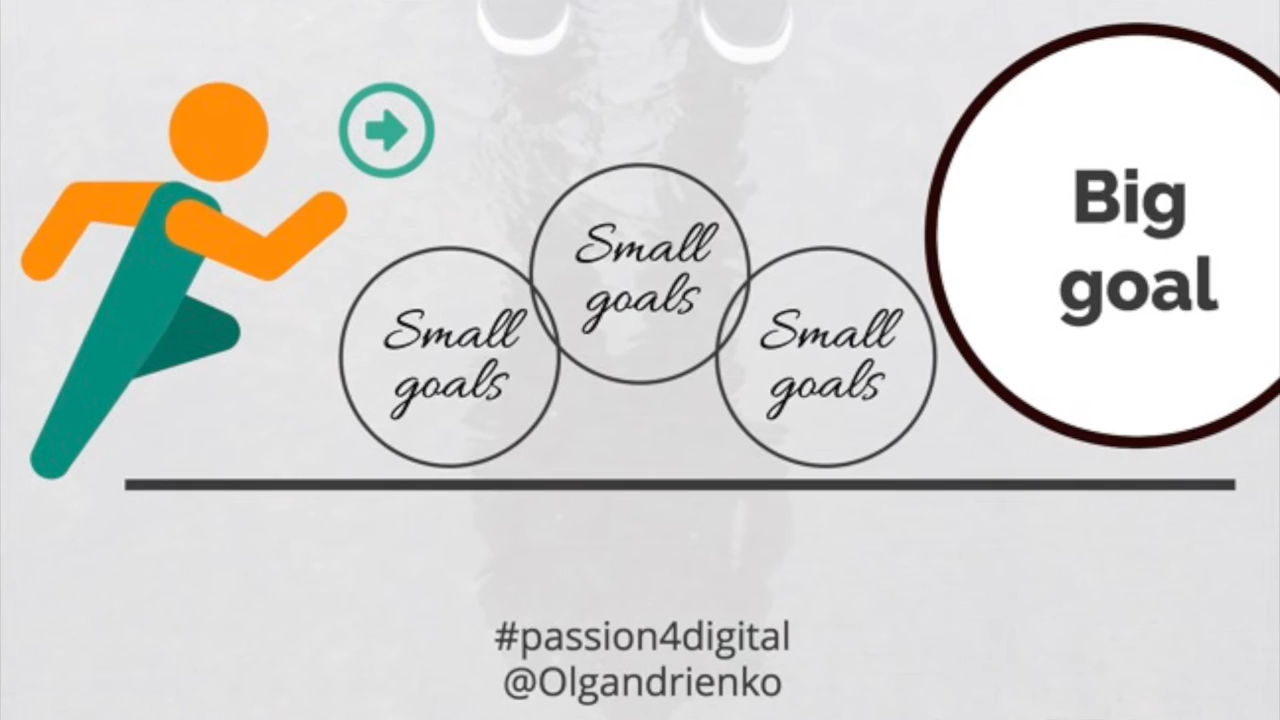 Small
goals
Small
goals
Small
goals
Big
goal
#passion4digital
@Olgandrienko